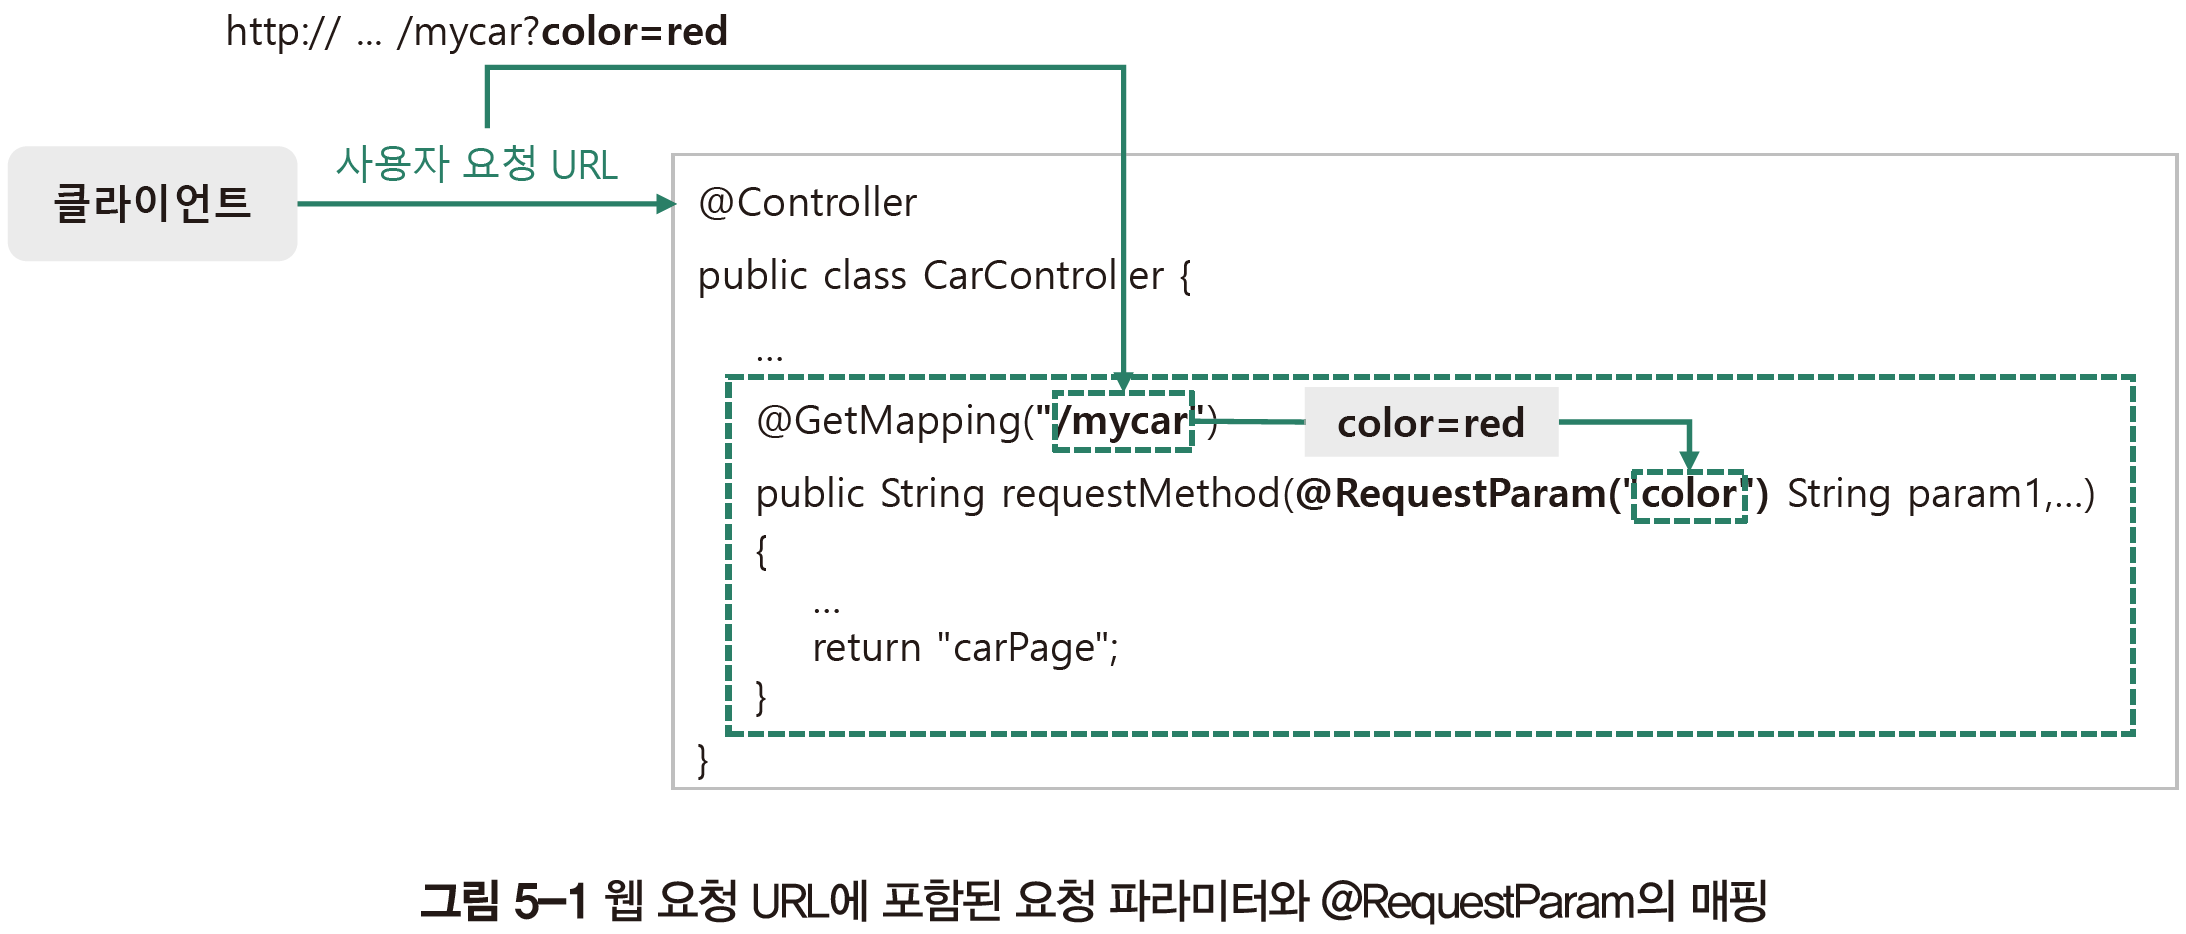 http:// ... /mycar?color=red
사용자 요청 URL
클라이언트
@Controller
public class CarController {
...
@GetMapping("/mycar")
color=red
public String requestMethod(@RequestParam("color") String param1,...)
{
...
return "carPage";
}
}
그림 5-1 웹 요청 URL에 포함된 요청 파라미터와 @RequestParam의 매핑